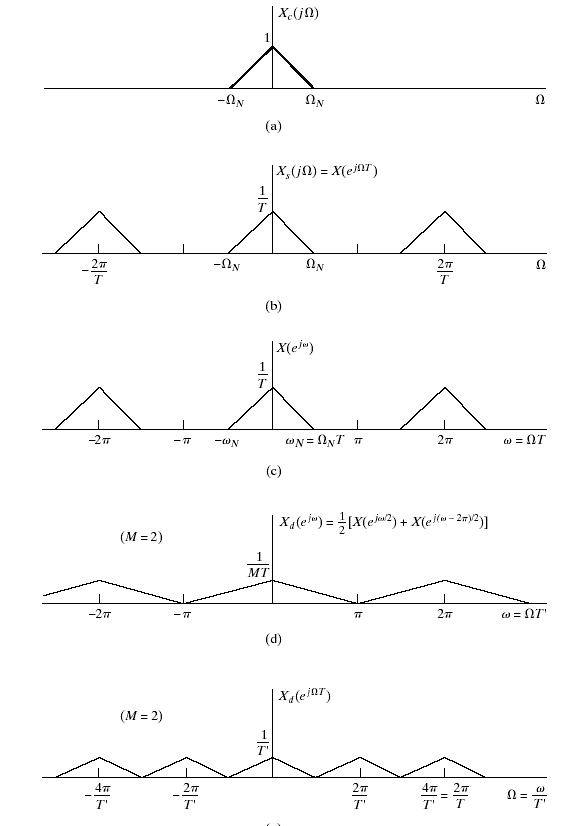 X_c(jΩ)
1
−Ω_N Ω_N Ω
(a)
X_s(jΩ) = X(e^{jΩT})
1/T
−Ω_N Ω_N Ω
−2π/T 2π/T
(b)
X(e^{jω})
1/T
−2π −π −ω_N ω_N = Ω_N T π 2π ω = ΩT
(c)
X_d(e^{jω}) = 1/2 [X(e^{jω/2}) + X(e^{j(ω − 2π)/2})]
(M = 2)
1/MT
−2π −π π 2π ω = ΩT'
(d)
X_d(e^{jΩT})
(M = 2)
1/T'
−4π/T' −2π/T' 2π/T' 4π/T' = 2π/T Ω = ω/T'